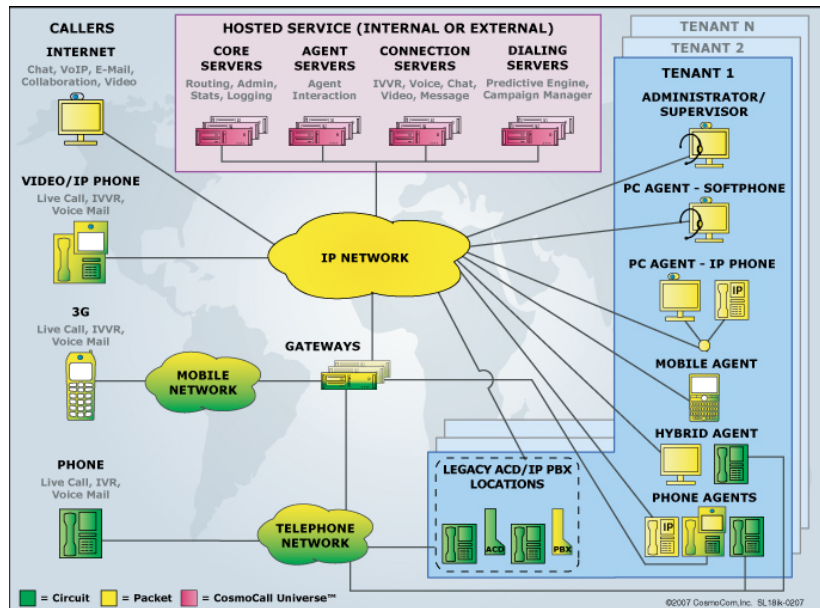 CALLERS
INTERNET
Chat, VoIP, E-Mail,
Collaboration, Video
VIDEO/IP PHONE
Live Call, IVVR,
Voice Mail
3G
Live Call, IVVR,
Voice Mail
PHONE
Live Call, IVR,
Voice Mail
HOSTED SERVICE (INTERNAL OR EXTERNAL)
CORE
SERVERS
Routing, Admin,
Stats, Logging
AGENT
SERVERS
Agent
Interaction
CONNECTION
SERVERS
IVVR, Voice, Chat,
Video, Message
DIALING
SERVERS
Predictive Engine,
Campaign Manager
IP NETWORK
GATEWAYS
MOBILE
NETWORK
TELEPHONE
NETWORK
TENANT N
TENANT 2
TENANT 1
ADMINISTRATOR/
SUPERVISOR
PC AGENT - SOFTPHONE
PC AGENT - IP PHONE
IP
MOBILE AGENT
HYBRID AGENT
PHONE AGENTS
IP
LEGACY ACD/IP PBX
LOCATIONS
ACD
PBX
= Circuit
= Packet
= CosmoCall Universe™
©2007 CosmoCom,Inc. SL18ik-0207